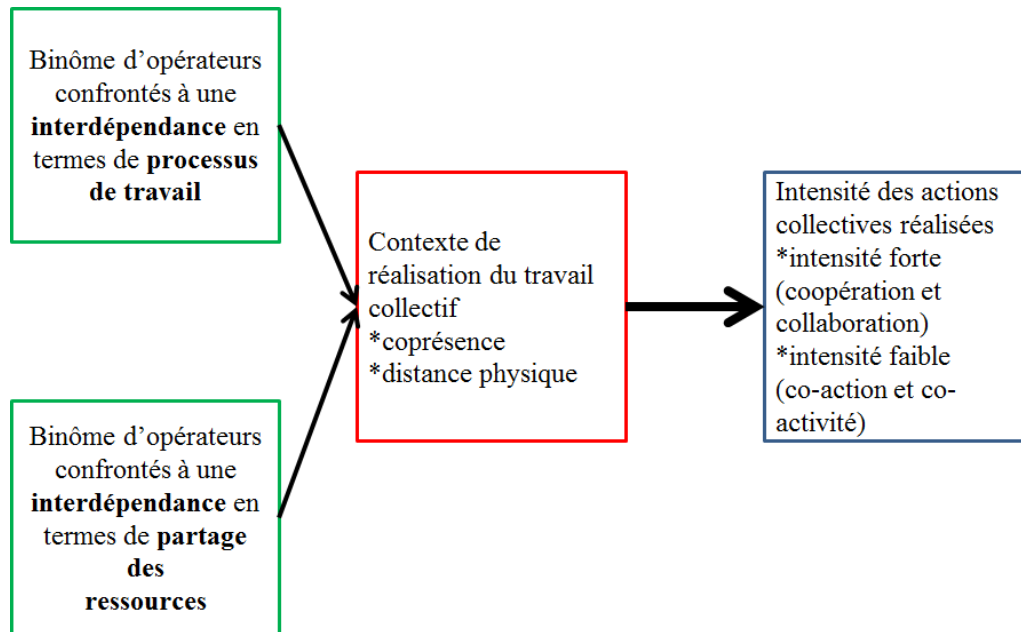 Binôme d’opérateurs
confrontés à une
interdépendance en
termes de processus
de travail
Binôme d’opérateurs
confrontés à une
interdépendance en
termes de partage
des
ressources
Contexte de
réalisation du travail
collectif
*coprésence
*distance physique
Intensité des actions
collectives réalisées
*intensité forte
(coopération et
collaboration)
*intensité faible
(co-action et co-
activité)